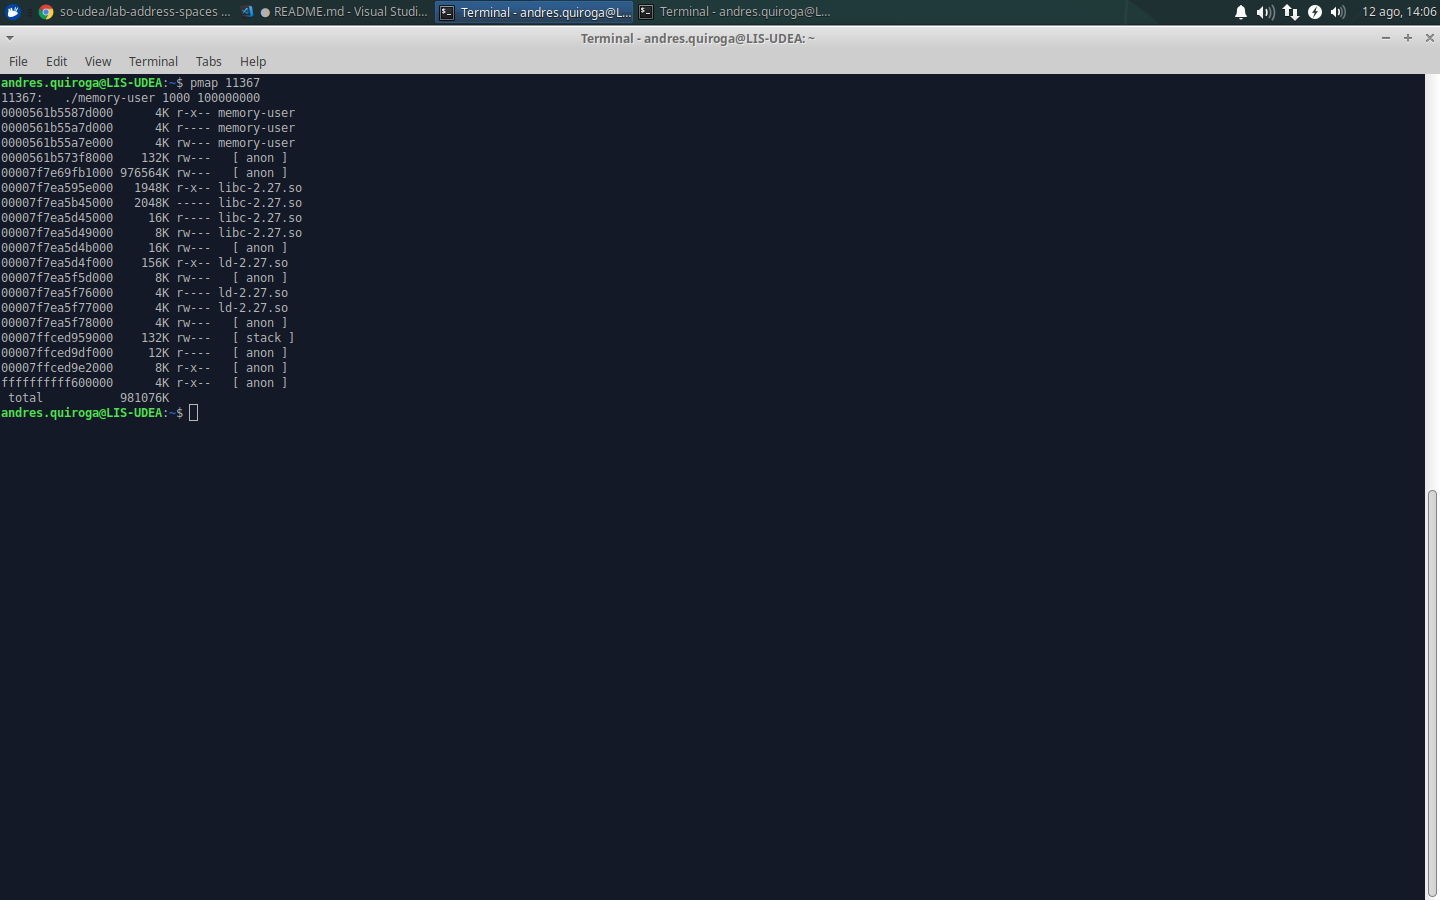 so-udea/lab-address-spaces ...
● README.md - Visual Studi...
Terminal - andres.quiroga@L...
Terminal - andres.quiroga@L...
12 ago, 14:06
Terminal - andres.quiroga@LIS-UDEA: ~
File Edit View Terminal Tabs Help
andres.quiroga@LIS-UDEA:~$ pmap 11367
11367:   ./memory-user 1000 100000000
0000561b5587d000      4K r-x-- memory-user
0000561b55a7d000      4K r---- memory-user
0000561b55a7e000      4K rw--- memory-user
0000561b573f8000    132K rw---   [ anon ]
00007f7e69fb1000 976564K rw---   [ anon ]
00007f7ea595e000   1948K r-x-- libc-2.27.so
00007f7ea5b45000   2048K ----- libc-2.27.so
00007f7ea5d45000     16K r---- libc-2.27.so
00007f7ea5d49000      8K rw--- libc-2.27.so
00007f7ea5d4b000     16K rw---   [ anon ]
00007f7ea5d4f000    156K r-x-- ld-2.27.so
00007f7ea5f5d000      8K rw---   [ anon ]
00007f7ea5f76000      4K r---- ld-2.27.so
00007f7ea5f77000      4K rw--- ld-2.27.so
00007f7ea5f78000      4K rw---   [ anon ]
00007ffced959000    132K rw---   [ stack ]
00007ffced9df000     12K r----   [ anon ]
00007ffced9e2000      8K r-x--   [ anon ]
ffffffffff600000      4K r-x--   [ anon ]
 total           981076K
andres.quiroga@LIS-UDEA:~$